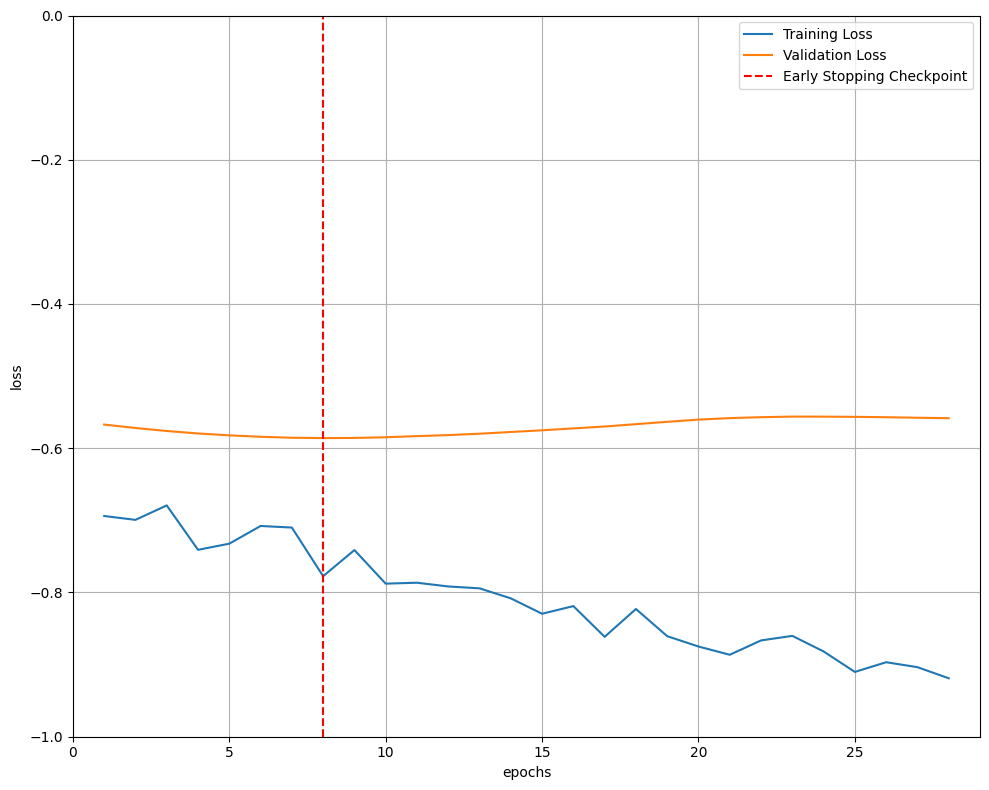 0.0
Training Loss
Validation Loss
Early Stopping Checkpoint
−0.2
−0.4
loss
−0.6
−0.8
−1.0
0 5 10 15 20 25
epochs